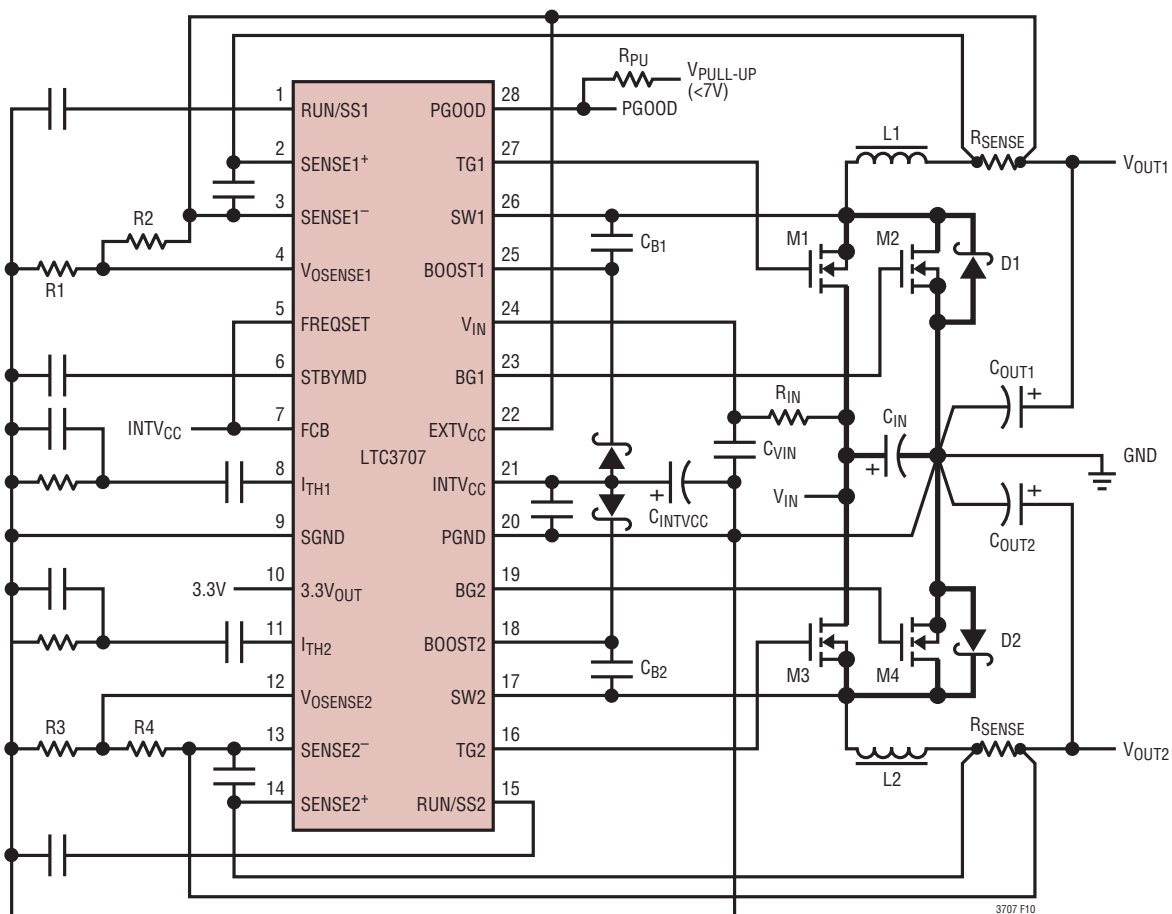 RPU
VPULL-UP
(<7V)
1
RUN/SS1
PGOOD
28
PGOOD
L1
RSENSE
2
SENSE1+
TG1
27
VOUT1
3
SENSE1−
SW1
26
R2
CB1
M1
M2
D1
4
VOSENSE1
BOOST1
25
R1
5
FREQSET
VIN
24
6
STBYMD
BG1
23
COUT1
+
RIN
CIN
INTVCC
7
FCB
EXTVCC
22
LTC3707
CVIN
GND
8
ITH1
INTVCC
21
+
+
VIN
+
CINTVCC
9
SGND
PGND
20
COUT2
3.3V
10
3.3VOUT
BG2
19
11
ITH2
BOOST2
18
D2
CB2
M3
M4
12
VOSENSE2
SW2
17
R3
R4
RSENSE
13
SENSE2−
TG2
16
VOUT2
L2
14
SENSE2+
RUN/SS2
15
3707 F10